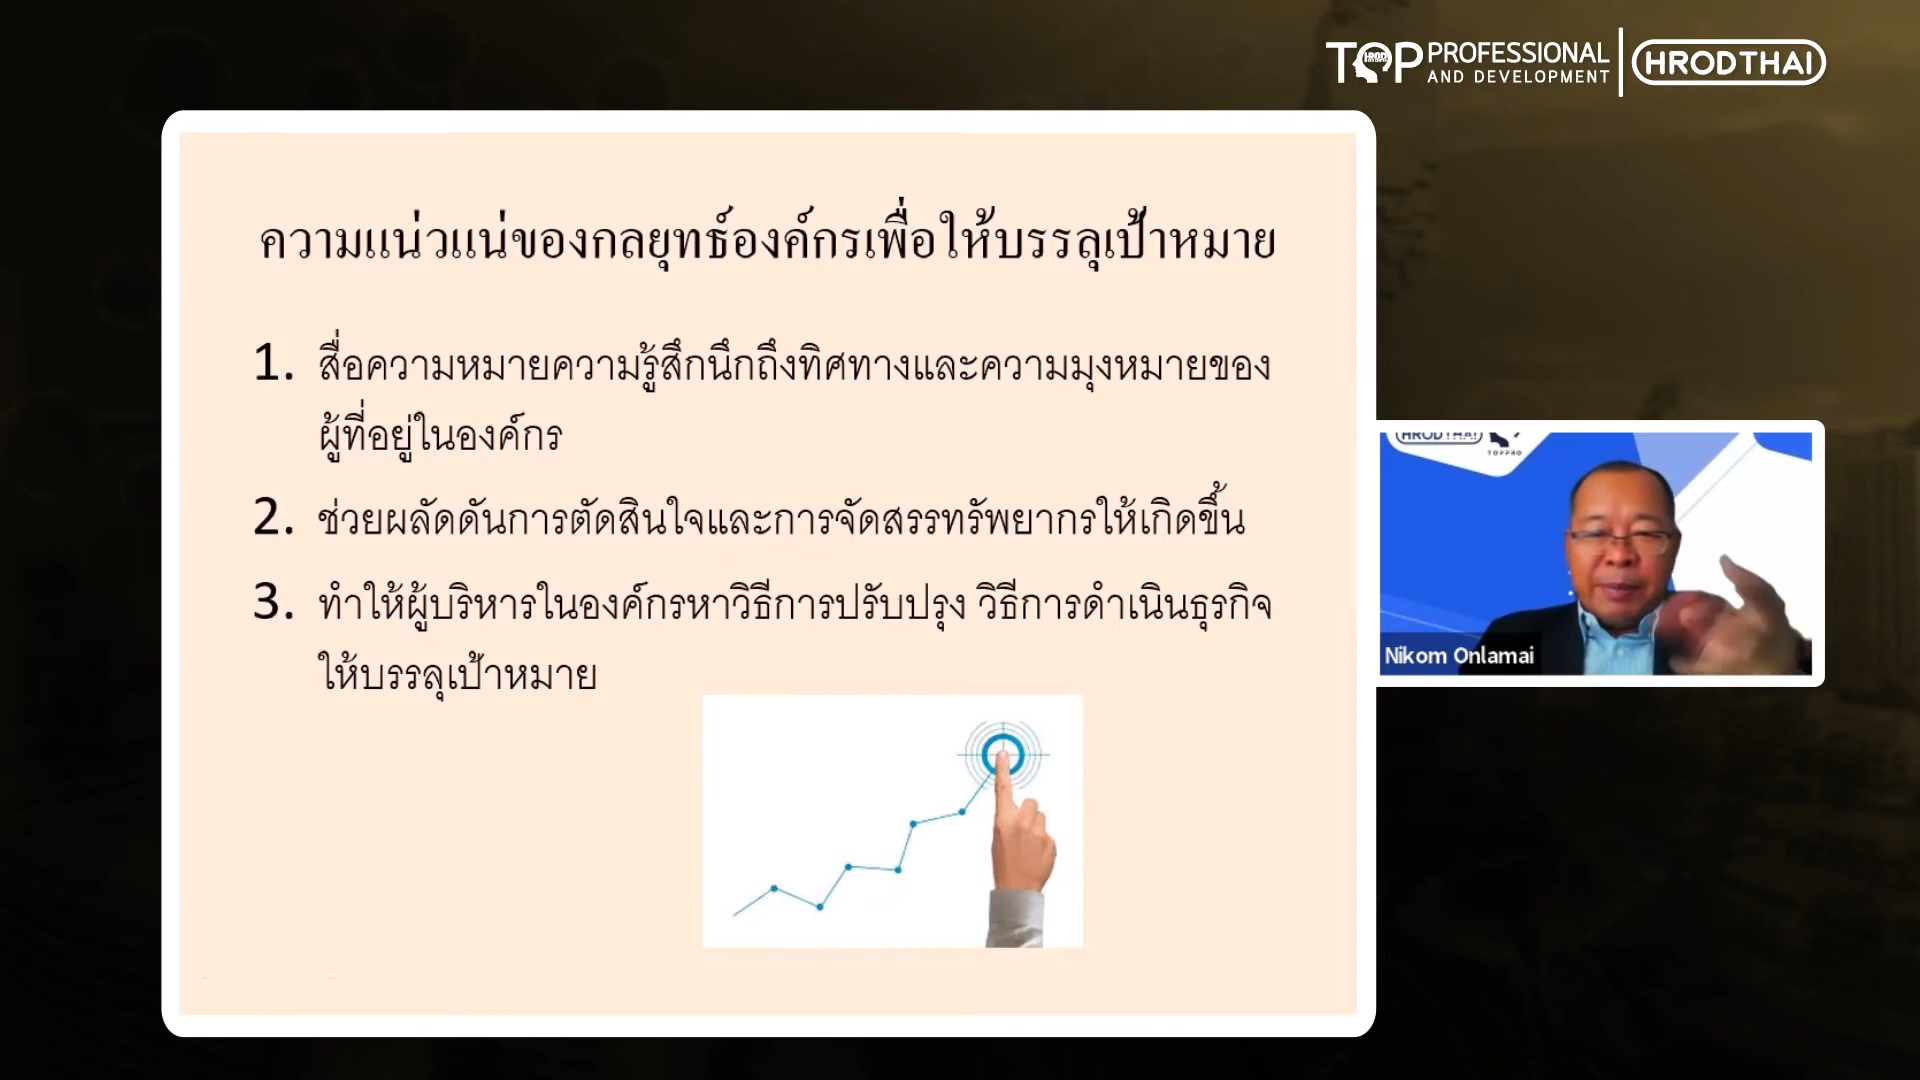 TOP PROFESSIONAL
AND DEVELOPMENT
HRODTHAI
ความแน่วแน่ของกลยุทธ์องค์กรเพื่อให้บรรลุเป้าหมาย
1. สื่อความหมายความรู้สึกนึกถึงทิศทางและความมุงหมายของ
ผู้ที่อยู่ในองค์กร
2. ช่วยผลัดดันการตัดสินใจและการจัดสรรทรัพยากรให้เกิดขึ้น
3. ทำให้ผู้บริหารในองค์กรหาวิธีการปรับปรุง วิธีการดำเนินธุรกิจ
ให้บรรลุเป้าหมาย
HRODTHAI
TOPPRO
Nikom Onlamai